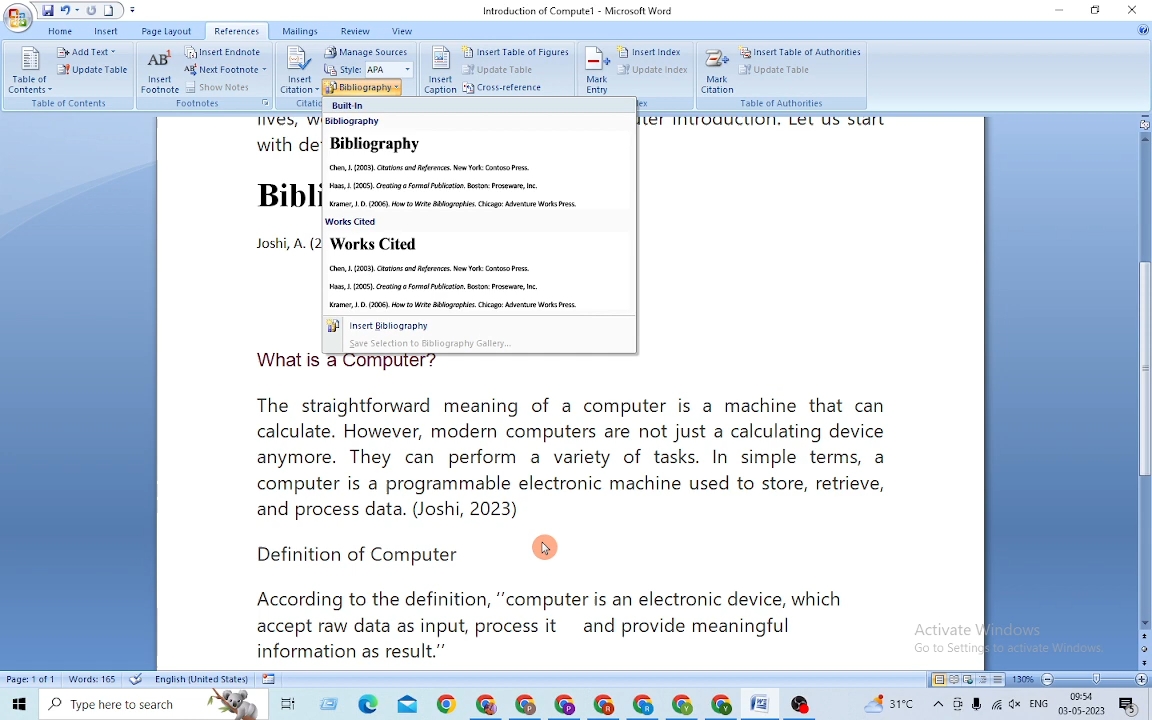 Introduction of Compute1 - Microsoft Word
Home Insert Page Layout References Mailings Review View
Table of Contents
Add Text
Update Table
Table of Contents
AB¹
Insert Footnote
Insert Endnote
Next Footnote
Show Notes
Footnotes
Insert Citation
Manage Sources
Style: APA
Bibliography
Insert Caption
Insert Table of Figures
Update Table
Cross-reference
Mark Entry
Insert Index
Update Index
Mark Citation
Insert Table of Authorities
Update Table
Table of Authorities
Built-In
Bibliography
Bibliography
Chen, J. (2003). Citations and References. New York: Contoso Press.
Haas, J. (2005). Creating a Formal Publication. Boston: Proseware, Inc.
Kramer, J. D. (2006). How to Write Bibliographies. Chicago: Adventure Works Press.
Works Cited
Works Cited
Chen, J. (2003). Citations and References. New York: Contoso Press.
Haas, J. (2005). Creating a Formal Publication. Boston: Proseware, Inc.
Kramer, J. D. (2006). How to Write Bibliographies. Chicago: Adventure Works Press.
Insert Bibliography
Save Selection to Bibliography Gallery...
introduction. Let us start
with
Joshi, A.
What is a Computer?
The straightforward meaning of a computer is a machine that can
calculate. However, modern computers are not just a calculating device
anymore. They can perform a variety of tasks. In simple terms, a
computer is a programmable electronic machine used to store, retrieve,
and process data. (Joshi, 2023)
Definition of Computer
According to the definition, ''computer is an electronic device, which
accept raw data as input, process it and provide meaningful
information as result.''
Activate Windows
Go to Settings to activate Windows.
Page: 1 of 1 Words: 165 English (United States) 130%
Type here to search
31°C ENG
09:54
03-05-2023
5